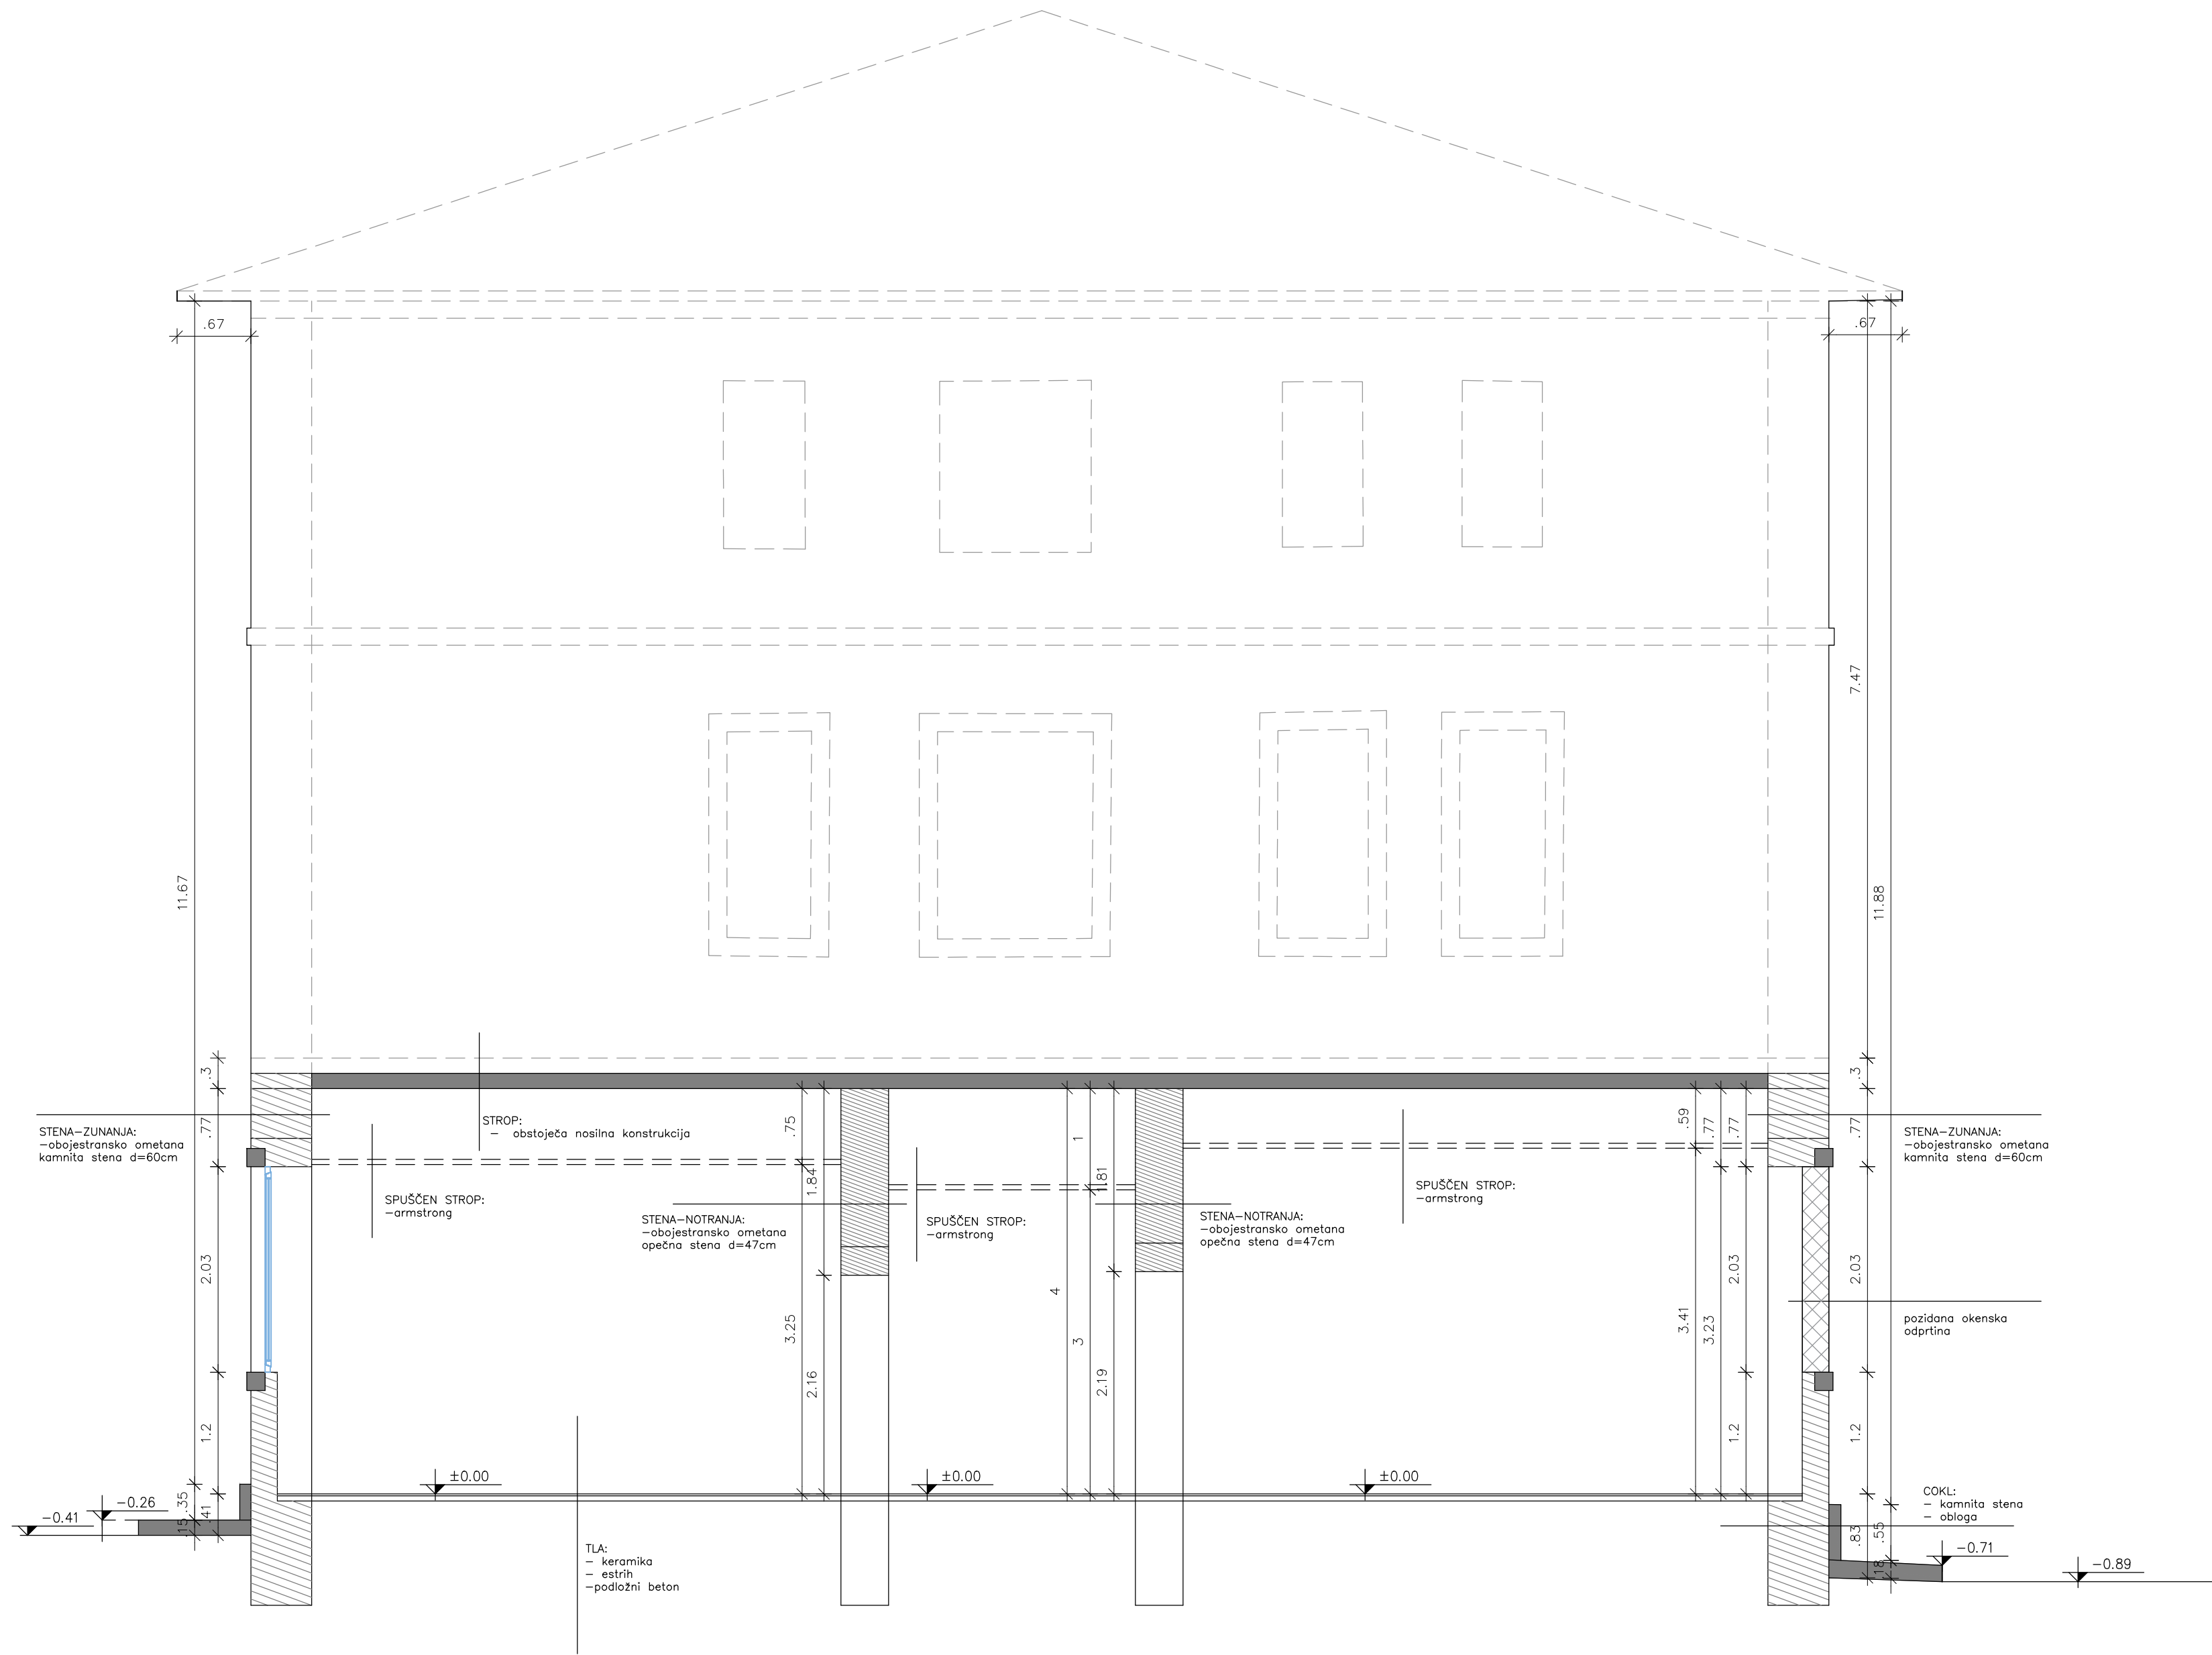 .67
.67
7.47
11.67
11.88
.3
.3
.77
STROP:
– obstoječa nosilna konstrukcija
.75
1
.59
.77
.77
.77
STENA–ZUNANJA:
–obojestransko ometana
kamnita stena d=60cm
STENA–ZUNANJA:
–obojestransko ometana
kamnita stena d=60cm
1.84
1.81
SPUŠČEN STROP:
–armstrong
STENA–NOTRANJA:
–obojestransko ometana
opečna stena d=47cm
SPUŠČEN STROP:
–armstrong
STENA–NOTRANJA:
–obojestransko ometana
opečna stena d=47cm
SPUŠČEN STROP:
–armstrong
2.03
2.03
2.03
4
3.25
3
3.41
3.23
pozidana okenska
odprtina
2.16
2.19
1.2
1.2
1.2
±0.00
±0.00
±0.00
–0.26
–0.41
.35
.15
.41
COKL:
– kamnita stena
– obloga
.83
.55
.18
–0.71
–0.89
TLA:
– keramika
– estrih
–podložni beton